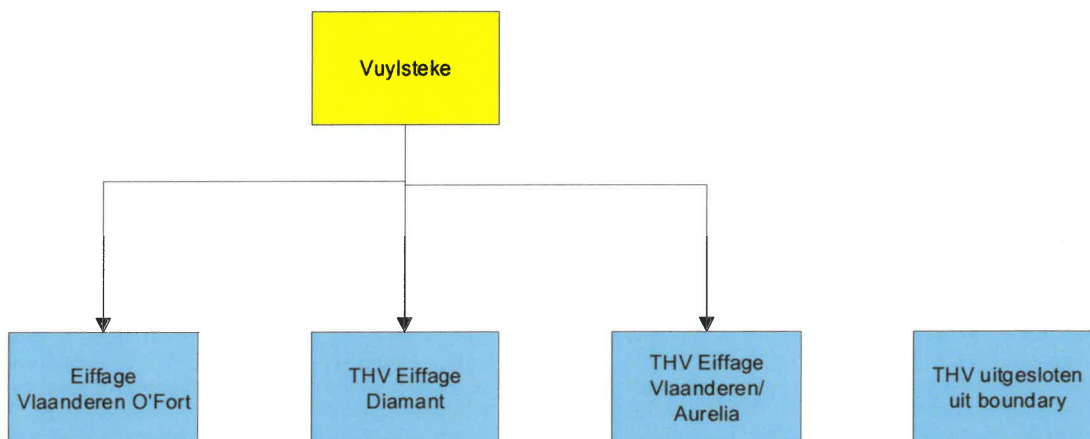 Vuylsteke
Eiffage
Vlaanderen O'Fort
THV Eiffage
Diamant
THV Eiffage
Vlaanderen/
Aurelia
THV uitgesloten
uit boundary